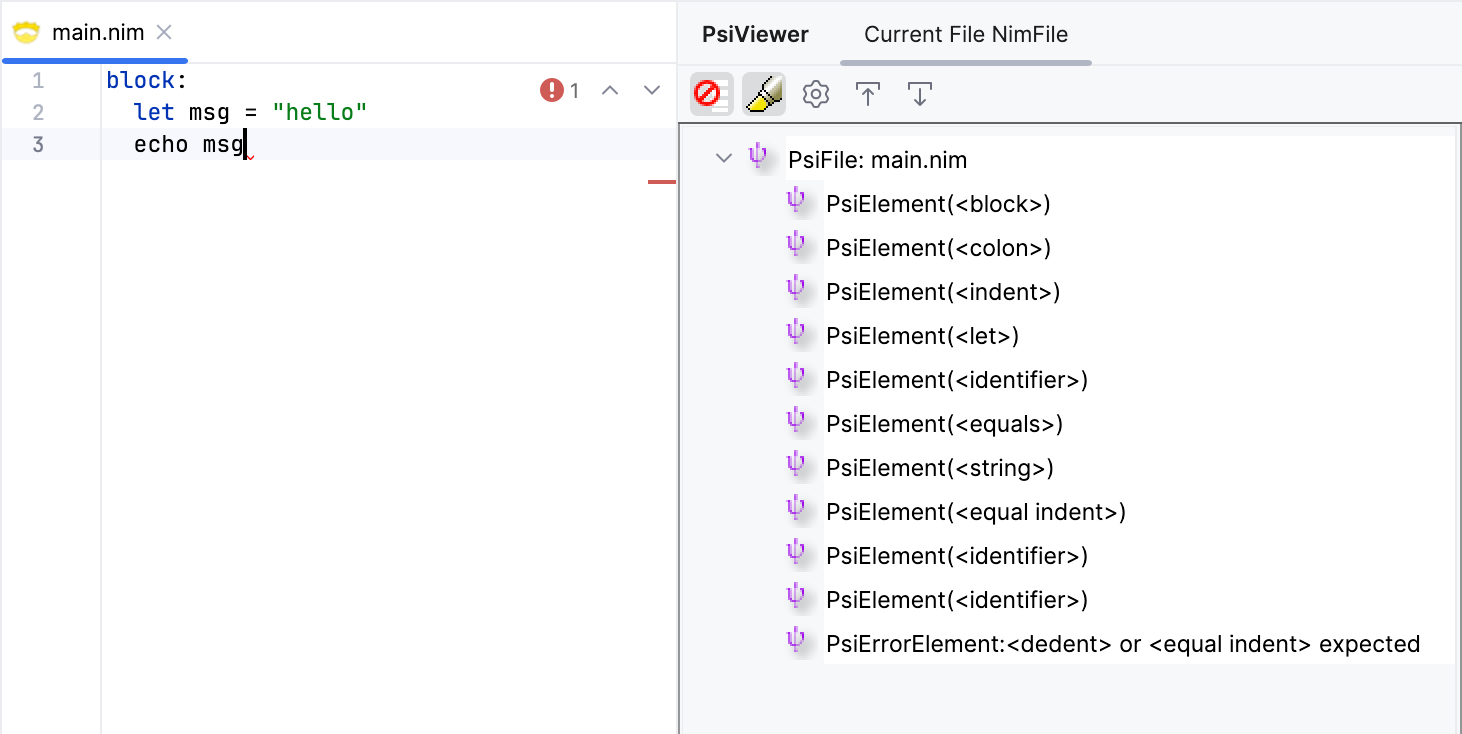 main.nim
1 block:
2 let msg = "hello"
3 echo msg
1
PsiViewer Current File NimFile
PsiFile: main.nim
PsiElement(<block>)
PsiElement(<colon>)
PsiElement(<indent>)
PsiElement(<let>)
PsiElement(<identifier>)
PsiElement(<equals>)
PsiElement(<string>)
PsiElement(<equal indent>)
PsiElement(<identifier>)
PsiElement(<identifier>)
PsiErrorElement:<dedent> or <equal indent> expected